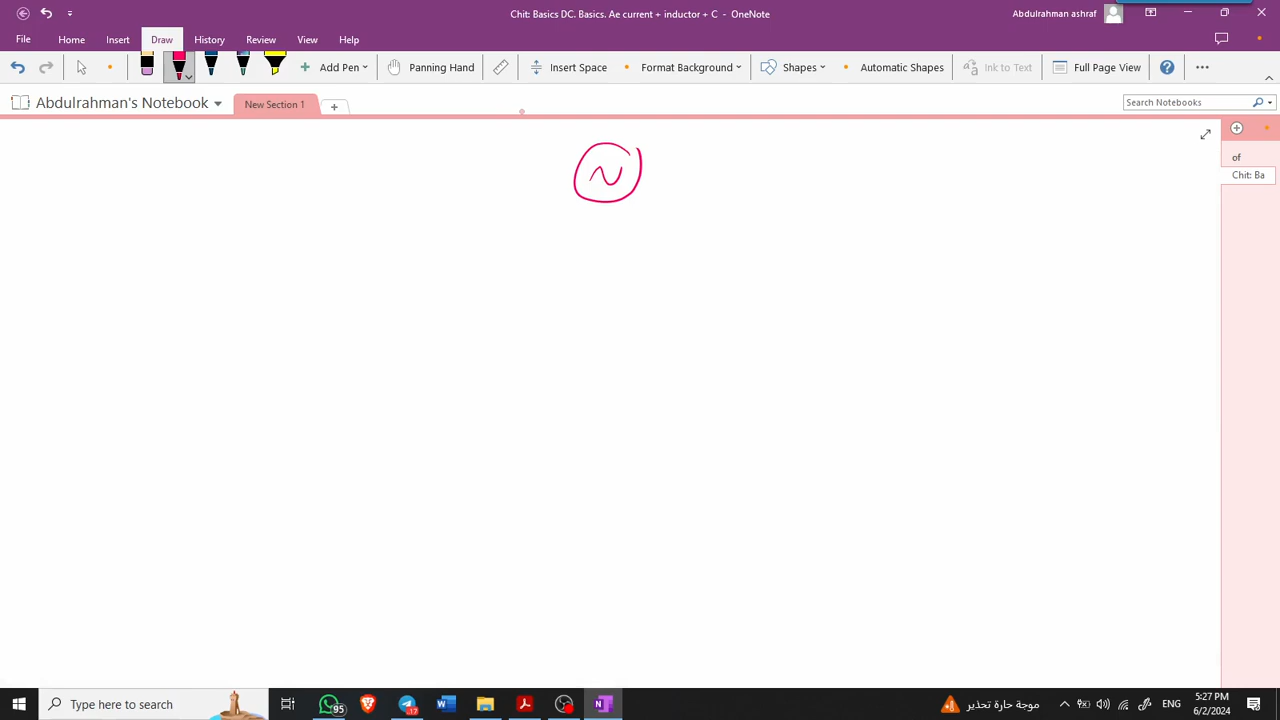 Chit: Basics DC. Basics. Ae current + inductor + C - OneNote
Abdulrahman ashraf
File Home Insert Draw History Review View Help
Add Pen Panning Hand Insert Space Format Background Shapes Automatic Shapes Ink to Text Full Page View
Abdulrahman's Notebook New Section 1 Search Notebooks
of
Chit: Ba
Type here to search
95
17
موجة حارة تحذير
ENG
5:27 PM
6/2/2024